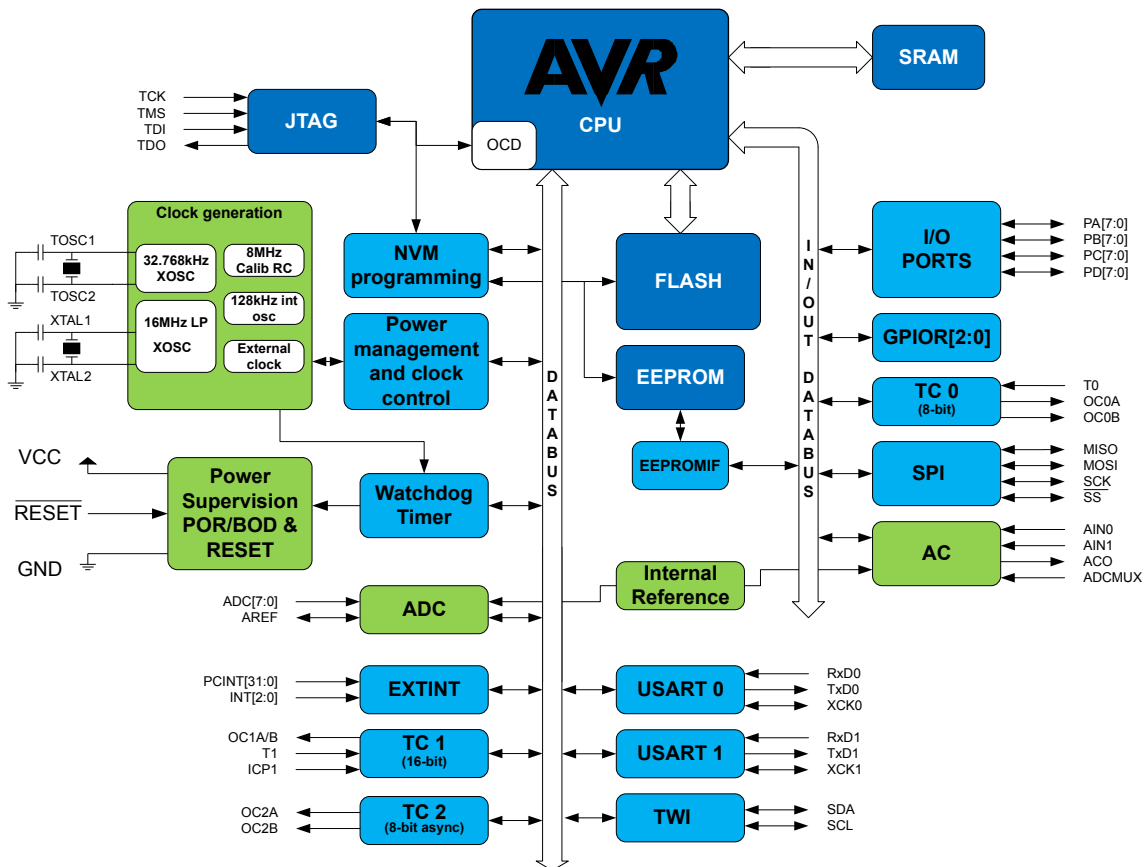 AVR
CPU
OCD
SRAM
TCK
TMS
TDI
TDO
JTAG
Clock generation
TOSC1
TOSC2
XTAL1
XTAL2
32.768kHz
XOSC
8MHz
Calib RC
128kHz int
osc
16MHz LP
XOSC
External
clock
NVM
programming
Power
management
and clock
control
FLASH
EEPROM
EEPROMIF
DATABUS
IN/OUT DATABUS
I/O
PORTS
PA[7:0]
PB[7:0]
PC[7:0]
PD[7:0]
GPIOR[2:0]
TC 0
(8-bit)
T0
OC0A
OC0B
SPI
MISO
MOSI
SCK
SS
AC
AIN0
AIN1
ACO
ADCMUX
VCC
RESET
GND
Power
Supervision
POR/BOD &
RESET
Watchdog
Timer
Internal
Reference
ADC[7:0]
AREF
ADC
PCINT[31:0]
INT[2:0]
EXTINT
USART 0
RxD0
TxD0
XCK0
OC1A/B
T1
ICP1
TC 1
(16-bit)
USART 1
RxD1
TxD1
XCK1
OC2A
OC2B
TC 2
(8-bit async)
TWI
SDA
SCL